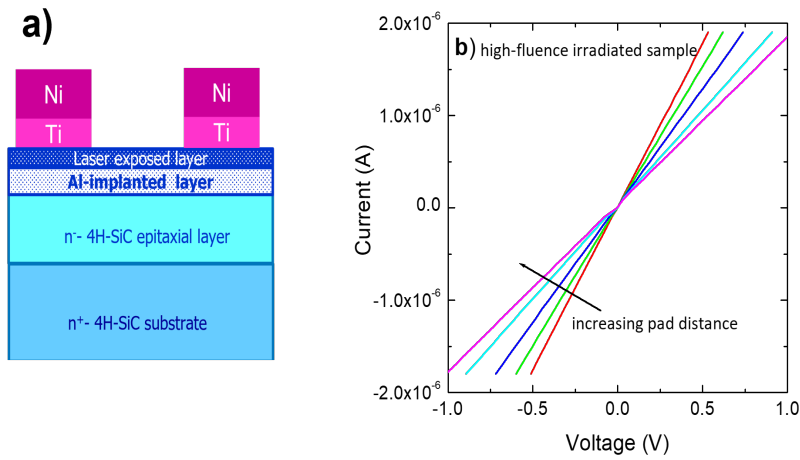 a)
Ni
Ni
Ti
Ti
Laser exposed layer
Al-implanted layer
n⁻- 4H-SiC epitaxial layer
n⁺- 4H-SiC substrate
b) high-fluence irradiated sample
2.0x10⁻⁶
1.0x10⁻⁶
0.0
-1.0x10⁻⁶
-2.0x10⁻⁶
Current (A)
increasing pad distance
-1.0 -0.5 0.0 0.5 1.0
Voltage (V)